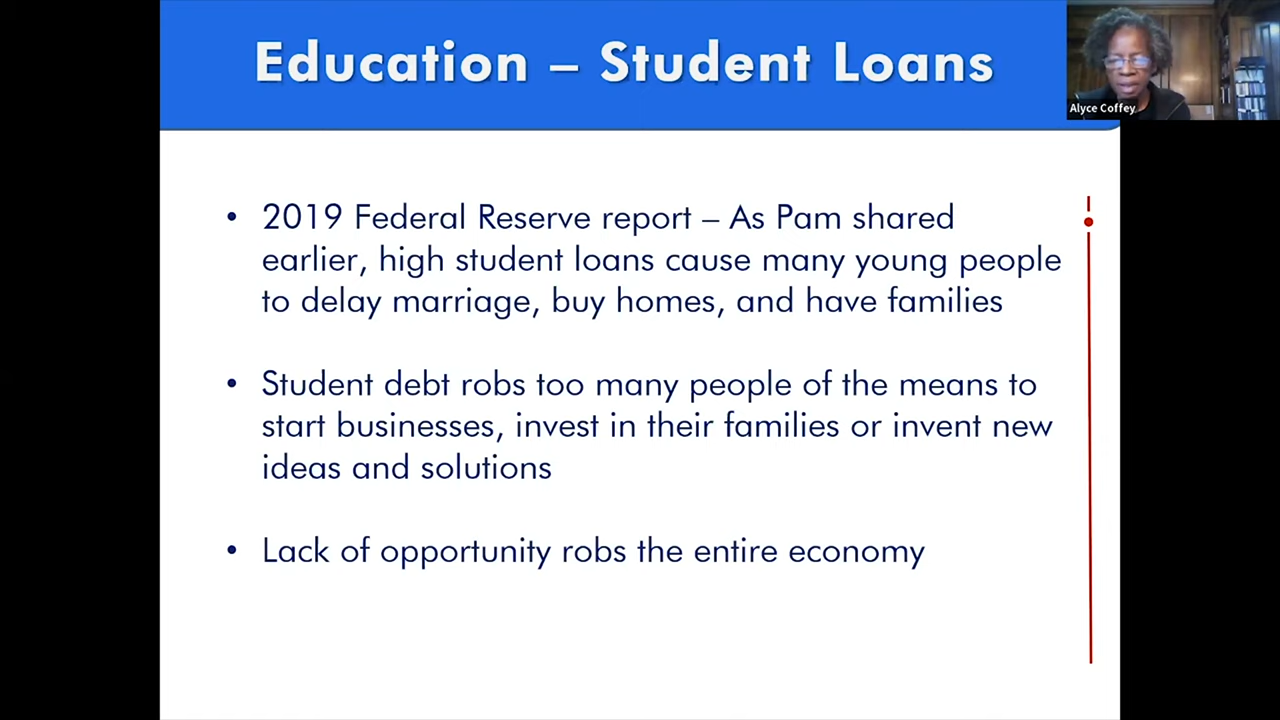 Education – Student Loans
Alyce Coffey
• 2019 Federal Reserve report – As Pam shared
earlier, high student loans cause many young people
to delay marriage, buy homes, and have families
• Student debt robs too many people of the means to
start businesses, invest in their families or invent new
ideas and solutions
• Lack of opportunity robs the entire economy